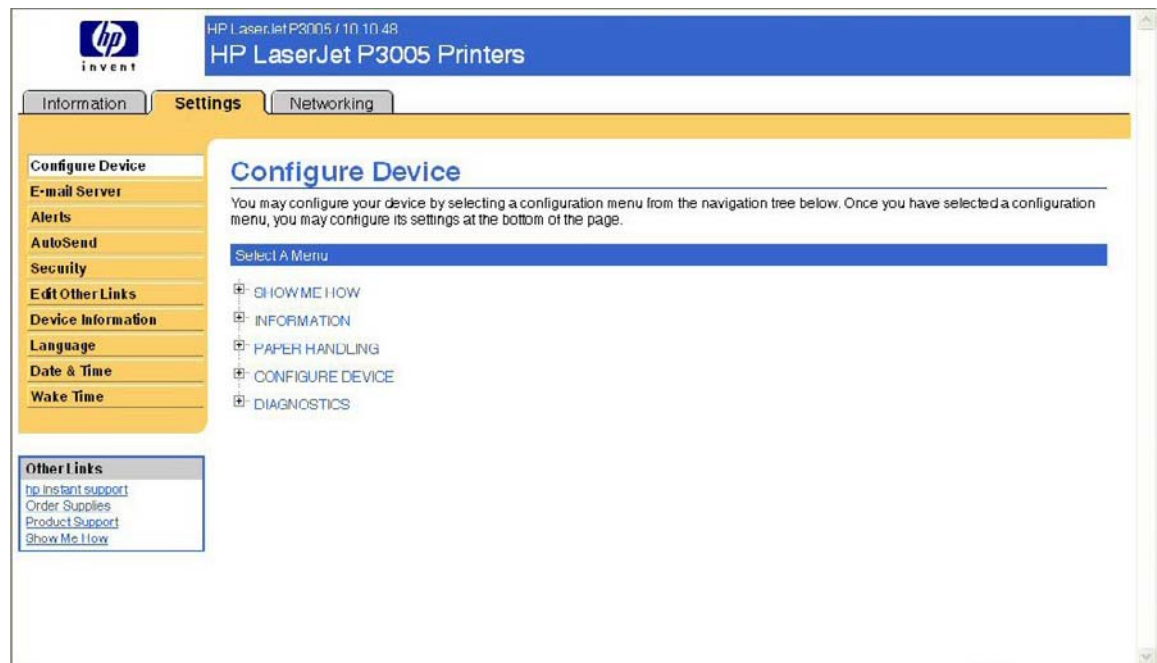 hp
invent
HP LaserJet P3005 / 10.10.48
HP LaserJet P3005 Printers
Information
Settings
Networking
Configure Device
E-mail Server
Alerts
AutoSend
Security
Edit Other Links
Device Information
Language
Date & Time
Wake Time
Configure Device
You may configure your device by selecting a configuration menu from the navigation tree below. Once you have selected a configuration
menu, you may configure its settings at the bottom of the page.
Select A Menu
SHOW ME HOW
INFORMATION
PAPER HANDLING
CONFIGURE DEVICE
DIAGNOSTICS
Other Links
hp instant support
Order Supplies
Product Support
Show Me How